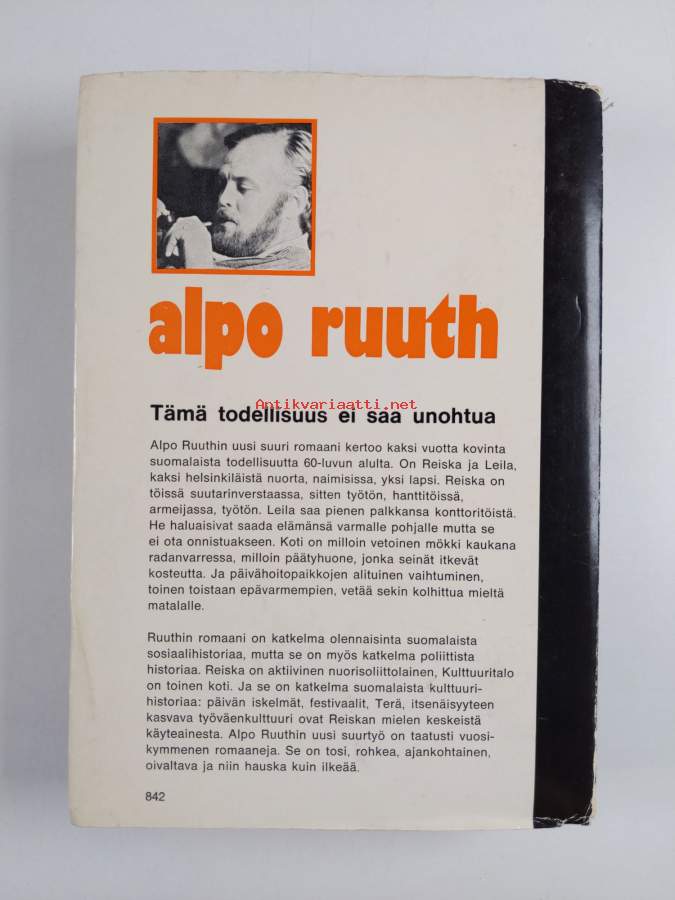 alpo ruuth
Antikvariaatti.net
Tämä todellisuus ei saa unohtua
Alpo Ruuthin uusi suuri romaani kertoo kaksi vuotta kovinta
suomalaista todellisuutta 60-luvun alulta. On Reiska ja Leila,
kaksi helsinkiläistä nuorta, naimisissa, yksi lapsi. Reiska on
töissä suutarinverstaassa, sitten työtön, hanttitöissä,
armeijassa, työtön. Leila saa pienen palkkansa konttoritöistä.
He haluaisivat saada elämänsä varmalle pohjalle mutta se
ei ota onnistuakseen. Koti on milloin vetoinen mökki kaukana
radanvarressa, milloin päätyhuone, jonka seinät itkevät
kosteutta. Ja päivähoitopaikkojen alituinen vaihtuminen,
toinen toistaan epävarmempien, vetää sekin kolhittua mieltä
matalalle.
Ruuthin romaani on katkelma olennaisinta suomalaista
sosiaalihistoriaa, mutta se on myös katkelma poliittista
historiaa. Reiska on aktiivinen nuorisoliittolainen, Kulttuuritalo
on toinen koti. Ja se on katkelma suomalaista kulttuuri-
historiaa: päivän iskelmät, festivaalit, Terä, itsenäisyyteen
kasvava työväenkulttuuri ovat Reiskan mielen keskeistä
käyteainesta. Alpo Ruuthin uusi suurtyö on taatusti vuosi-
kymmenen romaaneja. Se on tosi, rohkea, ajankohtainen,
oivaltava ja niin hauska kuin ilkeää.
842